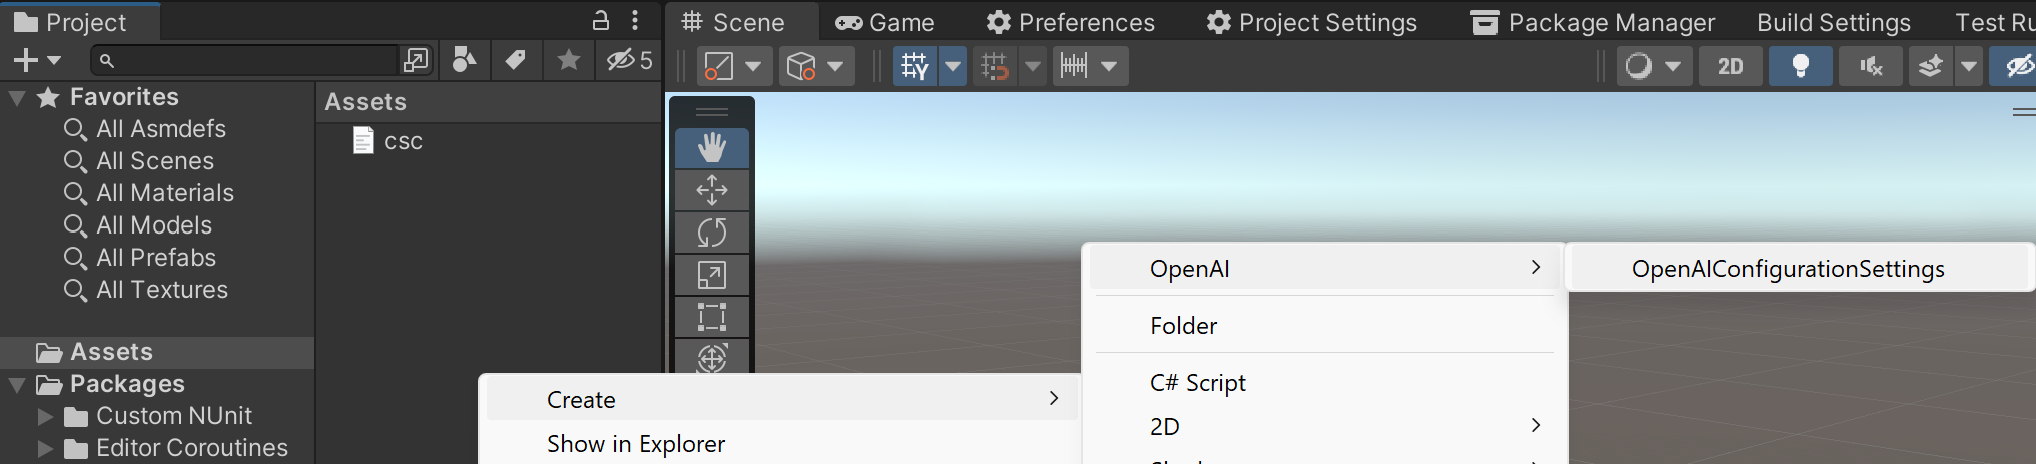 Project
Scene Game Preferences Project Settings Package Manager Build Settings Test Ru
5
2D
Favorites
All Asmdefs
All Scenes
All Materials
All Models
All Prefabs
All Textures
Assets
Packages
Custom NUnit
Editor Coroutines
Assets
csc
Create
Show in Explorer
OpenAI
Folder
C# Script
2D
OpenAIConfigurationSettings